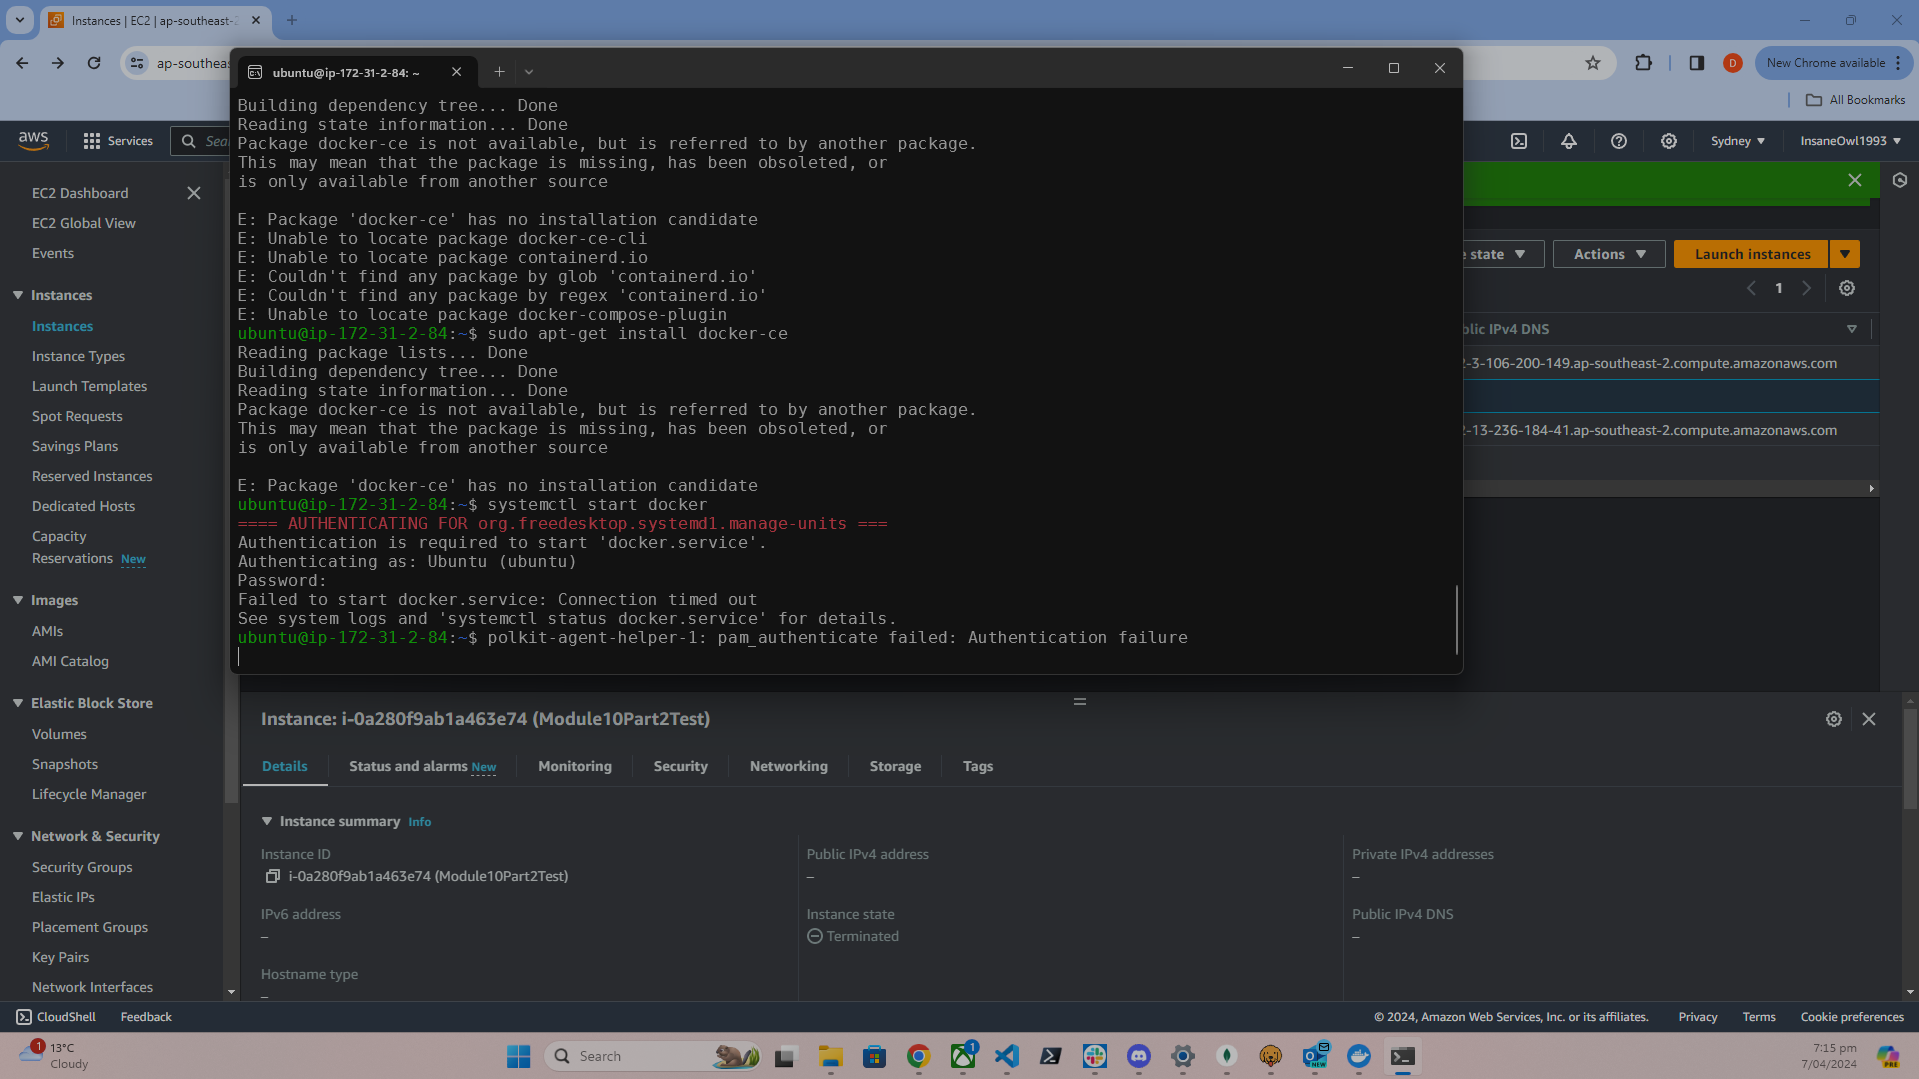 Instances | EC2 | ap-southeast-2
ap-southeas
New Chrome available
All Bookmarks
ubuntu@ip-172-31-2-84: ~
aws
Services
Sea
Sydney
InsaneOwl1993
Building dependency tree... Done
Reading state information... Done
Package docker-ce is not available, but is referred to by another package.
This may mean that the package is missing, has been obsoleted, or
is only available from another source
E: Package 'docker-ce' has no installation candidate
E: Unable to locate package docker-ce-cli
E: Unable to locate package containerd.io
E: Couldn't find any package by glob 'containerd.io'
E: Couldn't find any package by regex 'containerd.io'
E: Unable to locate package docker-compose-plugin
ubuntu@ip-172-31-2-84:~$ sudo apt-get install docker-ce
Reading package lists... Done
Building dependency tree... Done
Reading state information... Done
Package docker-ce is not available, but is referred to by another package.
This may mean that the package is missing, has been obsoleted, or
is only available from another source
E: Package 'docker-ce' has no installation candidate
ubuntu@ip-172-31-2-84:~$ systemctl start docker
==== AUTHENTICATING FOR org.freedesktop.systemd1.manage-units ===
Authentication is required to start 'docker.service'.
Authenticating as: Ubuntu (ubuntu)
Password:
Failed to start docker.service: Connection timed out
See system logs and 'systemctl status docker.service' for details.
ubuntu@ip-172-31-2-84:~$ polkit-agent-helper-1: pam_authenticate failed: Authentication failure
e state
Actions
Launch instances
1
blic IPv4 DNS
2-3-106-200-149.ap-southeast-2.compute.amazonaws.com
2-13-236-184-41.ap-southeast-2.compute.amazonaws.com
EC2 Dashboard
EC2 Global View
Events
Instances
Instances
Instance Types
Launch Templates
Spot Requests
Savings Plans
Reserved Instances
Dedicated Hosts
Capacity
Reservations New
Images
AMIs
AMI Catalog
Elastic Block Store
Volumes
Snapshots
Lifecycle Manager
Network & Security
Security Groups
Elastic IPs
Placement Groups
Key Pairs
Network Interfaces
Instance: i-0a280f9ab1a463e74 (Module10Part2Test)
Details
Status and alarms New
Monitoring
Security
Networking
Storage
Tags
Instance summary Info
Instance ID
i-0a280f9ab1a463e74 (Module10Part2Test)
Public IPv4 address
–
Private IPv4 addresses
–
IPv6 address
–
Instance state
Terminated
Public IPv4 DNS
–
Hostname type
–
CloudShell
Feedback
© 2024, Amazon Web Services, Inc. or its affiliates.
Privacy
Terms
Cookie preferences
1
13°C
Cloudy
Search
1
NEW
7:15 pm
7/04/2024
PRE
D